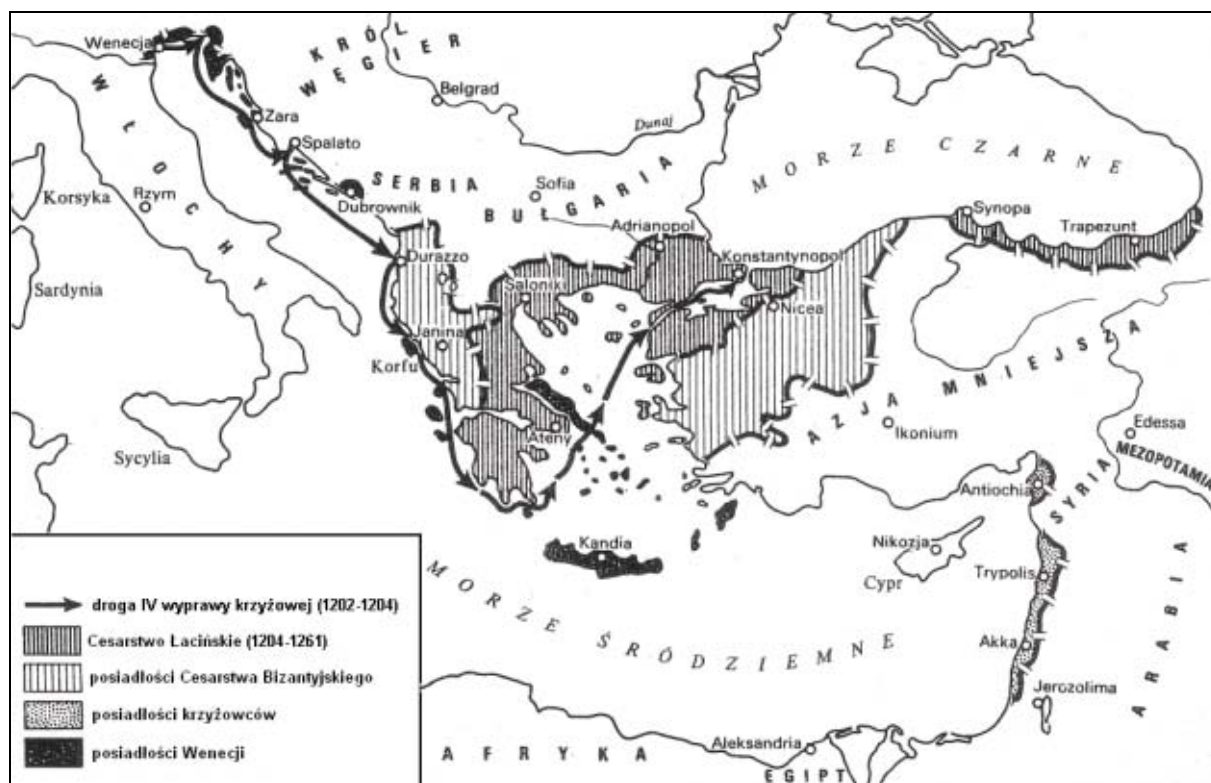 Wenecja
KRÓL
WĘGIER
Belgrad
Dunaj
Zara
Spalato
WŁOCHY
Korsyka
Rzym
SERBIA
Sofia
BUŁGARIA
MORZE CZARNE
Dubrownik
Adrianopol
Synopa
Trapezunt
Durazzo
Konstantynopol
Sardynia
Saloniki
Nicea
Janina
Korfu
AZJA MNIEJSZA
Ateny
Ikonium
Edessa
MEZOPOTAMIA
Sycylia
SYRIA
Antiochia
Kandia
Nikozja
Cypr
Trypolis
ARABIA
MORZE ŚRÓDZIEMNE
Akka
Jerozolima
Aleksandria
AFRYKA
EGIPT
droga IV wyprawy krzyżowej (1202-1204)
Cesarstwo Lacińskie (1204-1261)
posiadłości Cesarstwa Bizantyjskiego
posiadłości krzyżowców
posiadłości Wenecji